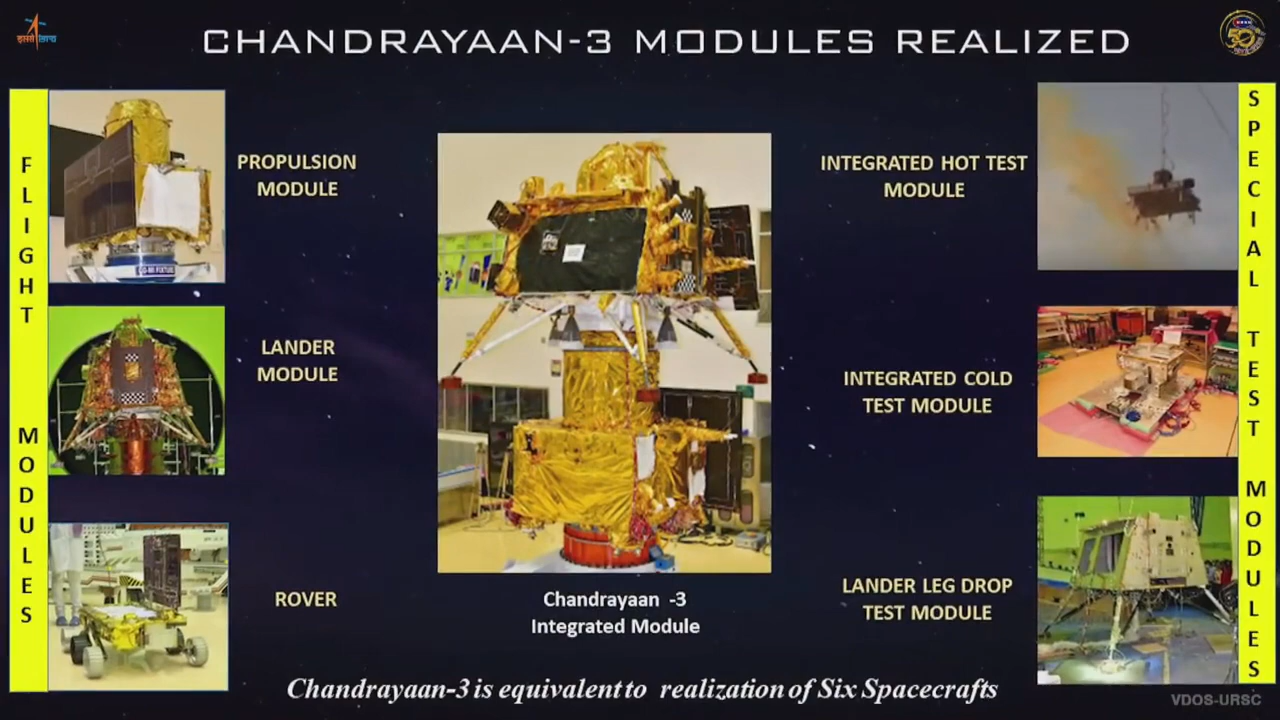 इसरो isro
CHANDRAYAAN-3 MODULES REALIZED
FLIGHT MODULES
PROPULSION
MODULE
LANDER
MODULE
ROVER
Chandrayaan -3
Integrated Module
INTEGRATED HOT TEST
MODULE
INTEGRATED COLD
TEST MODULE
LANDER LEG DROP
TEST MODULE
SPECIAL TEST MODULES
Chandrayaan-3 is equivalent to realization of Six Spacecrafts
VDOS-URSC